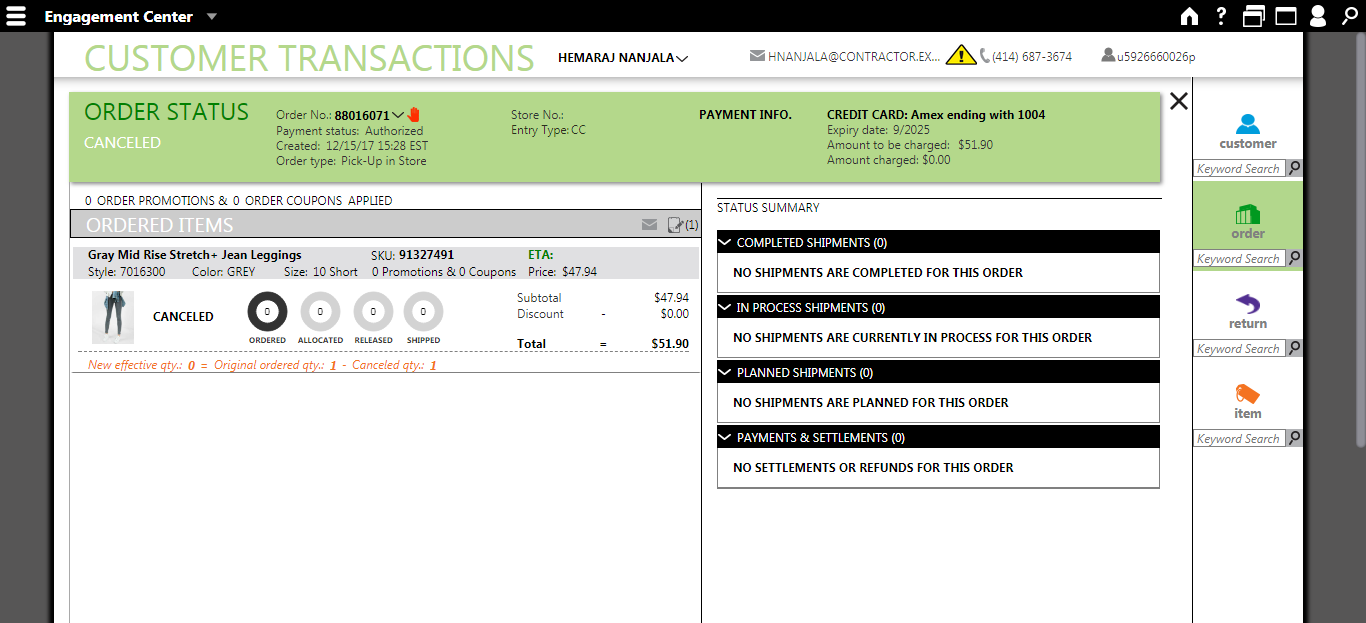 Engagement Center
CUSTOMER TRANSACTIONS
HEMARAJ NANJALA
HNANJALA@CONTRACTOR.EX...
(414) 687-3674
u5926660026p
ORDER STATUS
CANCELED
Order No.: 88016071
Payment status: Authorized
Created: 12/15/17 15:28 EST
Order type: Pick-Up in Store
Store No.:
Entry Type: CC
PAYMENT INFO.
CREDIT CARD: Amex ending with 1004
Expiry date: 9/2025
Amount to be charged: $51.90
Amount charged: $0.00
0 ORDER PROMOTIONS & 0 ORDER COUPONS APPLIED
ORDERED ITEMS
(1)
Gray Mid Rise Stretch+ Jean Leggings SKU: 91327491 ETA:
Style: 7016300 Color: GREY Size: 10 Short 0 Promotions & 0 Coupons Price: $47.94
CANCELED
0 0 0 0
ORDERED ALLOCATED RELEASED SHIPPED
Subtotal $47.94
Discount - $0.00
Total = $51.90
New effective qty.: 0 = Original ordered qty.: 1 - Canceled qty.: 1
STATUS SUMMARY
COMPLETED SHIPMENTS (0)
NO SHIPMENTS ARE COMPLETED FOR THIS ORDER
IN PROCESS SHIPMENTS (0)
NO SHIPMENTS ARE CURRENTLY IN PROCESS FOR THIS ORDER
PLANNED SHIPMENTS (0)
NO SHIPMENTS ARE PLANNED FOR THIS ORDER
PAYMENTS & SETTLEMENTS (0)
NO SETTLEMENTS OR REFUNDS FOR THIS ORDER
customer
Keyword Search
order
Keyword Search
return
Keyword Search
item
Keyword Search